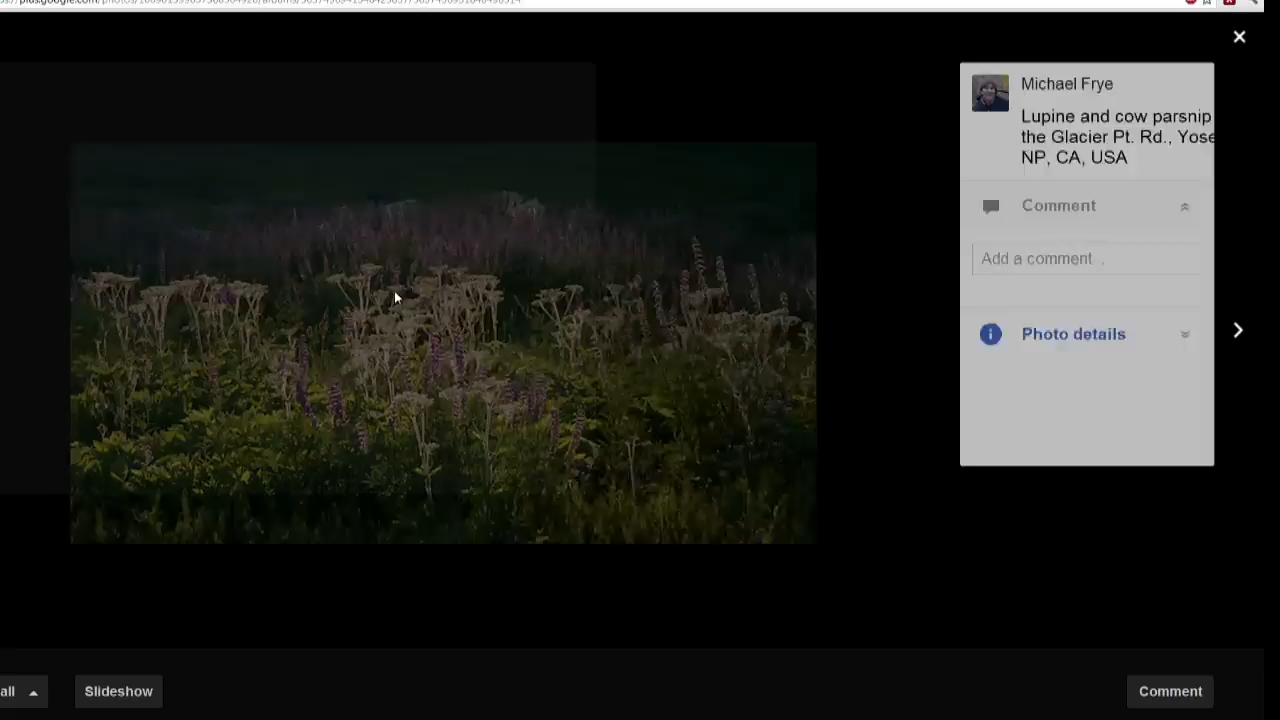 Michael Frye
Lupine and cow parsnip
the Glacier Pt. Rd., Yose
NP, CA, USA
Comment
Add a comment
Photo details
all
Slideshow
Comment